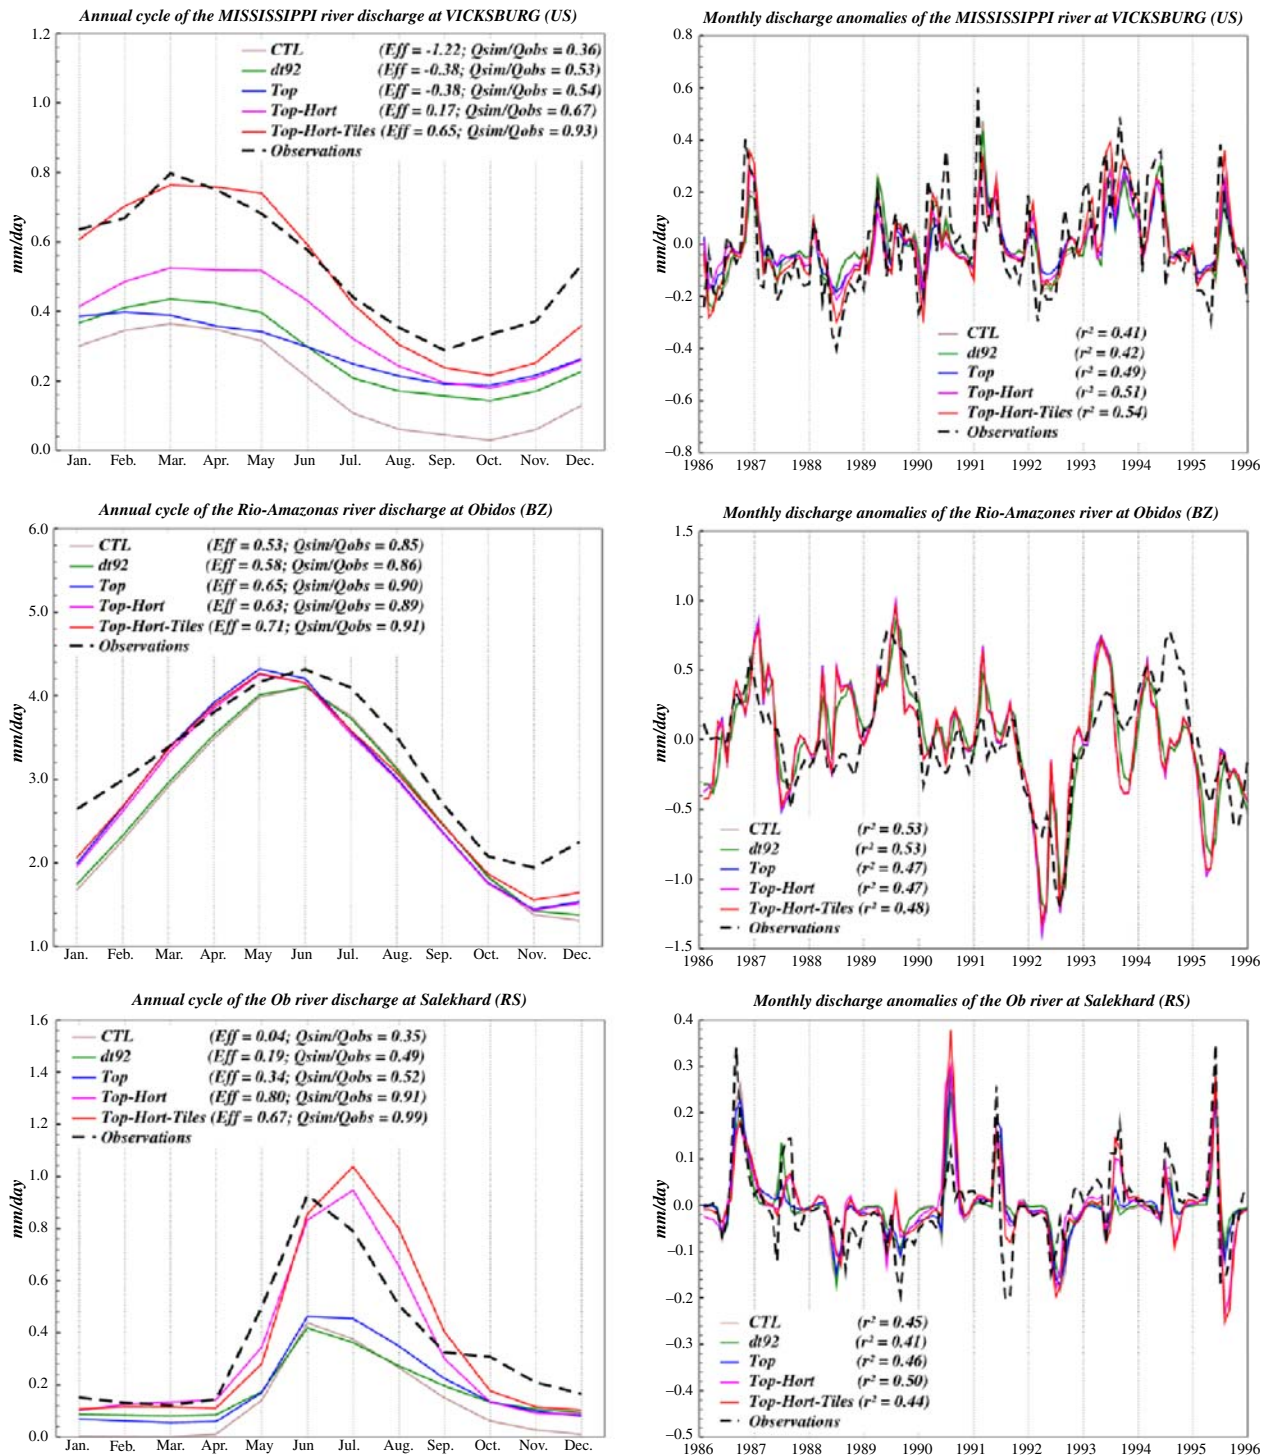 Annual cycle of the MISSISSIPPI river discharge at VICKSBURG (US)
1.2
1.0
0.8
0.6
0.4
0.2
0.0
mm/day
CTL (Eff = -1.22; Qsim/Qobs = 0.36)
dt92 (Eff = -0.38; Qsim/Qobs = 0.53)
Top (Eff = -0.38; Qsim/Qobs = 0.54)
Top-Hort (Eff = 0.17; Qsim/Qobs = 0.67)
Top-Hort-Tiles (Eff = 0.65; Qsim/Qobs = 0.93)
Observations
Jan. Feb. Mar. Apr. May Jun Jul. Aug. Sep. Oct. Nov. Dec.
Monthly discharge anomalies of the MISSISSIPPI river at VICKSBURG (US)
0.8
0.6
0.4
0.2
0.0
–0.2
–0.4
–0.6
–0.8
mm/day
CTL (r² = 0.41)
dt92 (r² = 0.42)
Top (r² = 0.49)
Top-Hort (r² = 0.51)
Top-Hort-Tiles (r² = 0.54)
Observations
1986 1987 1988 1989 1990 1991 1992 1993 1994 1995 1996
Annual cycle of the Rio-Amazonas river discharge at Obidos (BZ)
6.0
5.0
4.0
3.0
2.0
1.0
mm/day
CTL (Eff = 0.53; Qsim/Qobs = 0.85)
dt92 (Eff = 0.58; Qsim/Qobs = 0.86)
Top (Eff = 0.65; Qsim/Qobs = 0.90)
Top-Hort (Eff = 0.63; Qsim/Qobs = 0.89)
Top-Hort-Tiles (Eff = 0.71; Qsim/Qobs = 0.91)
Observations
Jan. Feb. Mar. Apr. May Jun Jul. Aug. Sep. Oct. Nov. Dec.
Monthly discharge anomalies of the Rio-Amazones river at Obidos (BZ)
1.5
1.0
0.5
0.0
–0.5
–1.0
–1.5
mm/day
CTL (r² = 0.53)
dt92 (r² = 0.53)
Top (r² = 0.47)
Top-Hort (r² = 0.47)
Top-Hort-Tiles (r² = 0.48)
Observations
1986 1987 1988 1989 1990 1991 1992 1993 1994 1995 1996
Annual cycle of the Ob river discharge at Salekhard (RS)
1.6
1.4
1.2
1.0
0.8
0.6
0.4
0.2
0.0
mm/day
CTL (Eff = 0.04; Qsim/Qobs = 0.35)
dt92 (Eff = 0.19; Qsim/Qobs = 0.49)
Top (Eff = 0.34; Qsim/Qobs = 0.52)
Top-Hort (Eff = 0.80; Qsim/Qobs = 0.91)
Top-Hort-Tiles (Eff = 0.67; Qsim/Qobs = 0.99)
Observations
Jan. Feb. Mar. Apr. May Jun Jul. Aug. Sep. Oct. Nov. Dec.
Monthly discharge anomalies of the Ob river at Salekhard (RS)
0.4
0.3
0.2
0.1
0.0
–0.1
–0.2
–0.3
–0.4
–0.5
mm/day
CTL (r² = 0.45)
dt92 (r² = 0.41)
Top (r² = 0.46)
Top-Hort (r² = 0.50)
Top-Hort-Tiles (r² = 0.44)
Observations
1986 1987 1988 1989 1990 1991 1992 1993 1994 1995 1996